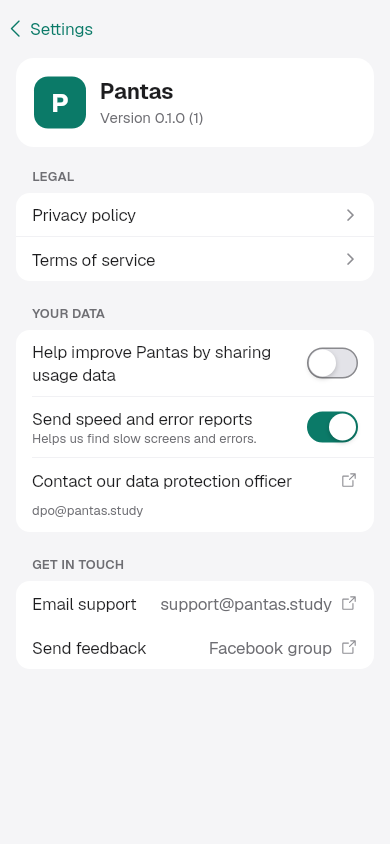 Settings
P
Pantas
Version 0.1.0 (1)
LEGAL
Privacy policy
Terms of service
YOUR DATA
Help improve Pantas by sharing
usage data
Send speed and error reports
Helps us find slow screens and errors.
Contact our data protection officer
dpo@pantas.study
GET IN TOUCH
Email support support@pantas.study
Send feedback Facebook group